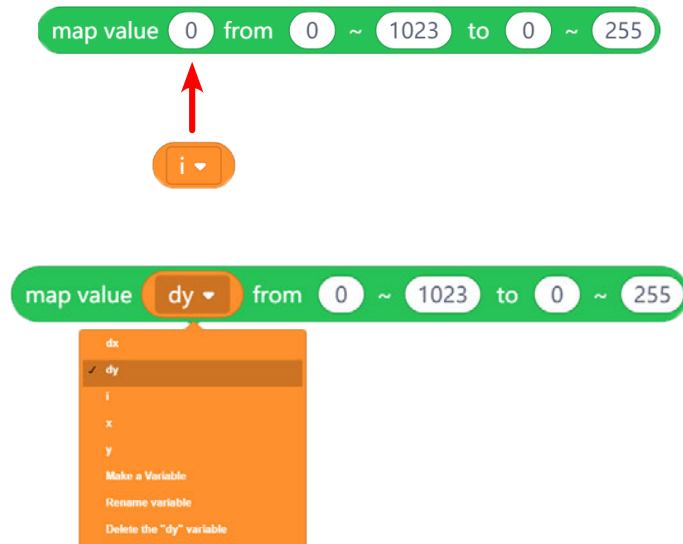 map value 0 from 0 ~ 1023 to 0 ~ 255
i
map value dy from 0 ~ 1023 to 0 ~ 255
dx
✓ dy
i
x
y
Make a Variable
Rename variable
Delete the "dy" variable